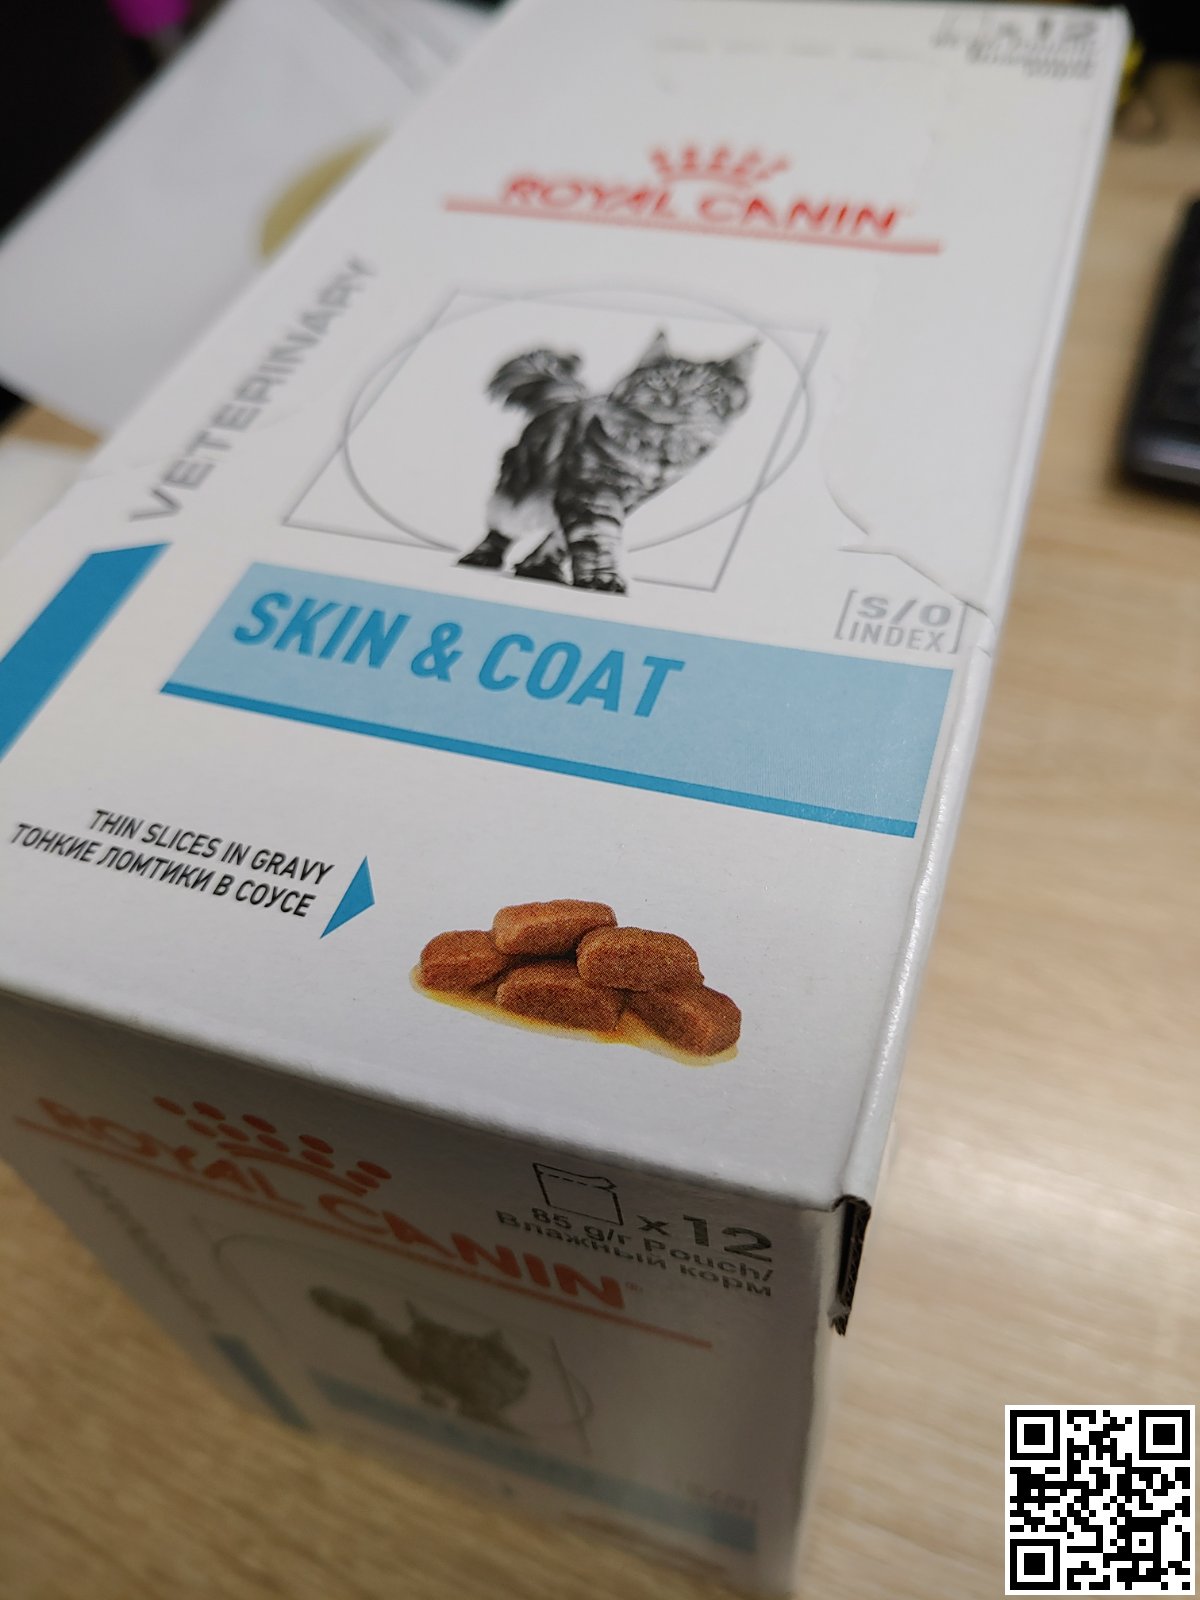 x12
ROYAL CANIN
VETERINARY
S/O
INDEX
SKIN & COAT
THIN SLICES IN GRAVY
ТОНКИЕ ЛОМТИКИ В СОУСЕ
ROYAL CANIN
x12
85 g/г Pouch/
Влажный корм